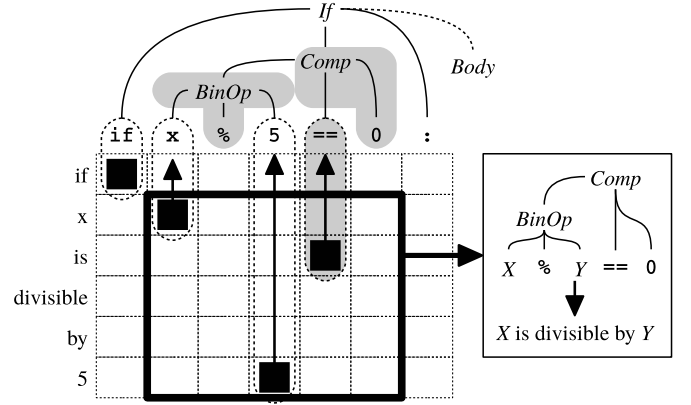 If
Body
Comp
BinOp
if x % 5 == 0 :
if
x
is
divisible
by
5
Comp
BinOp
X % Y == 0
X is divisible by Y